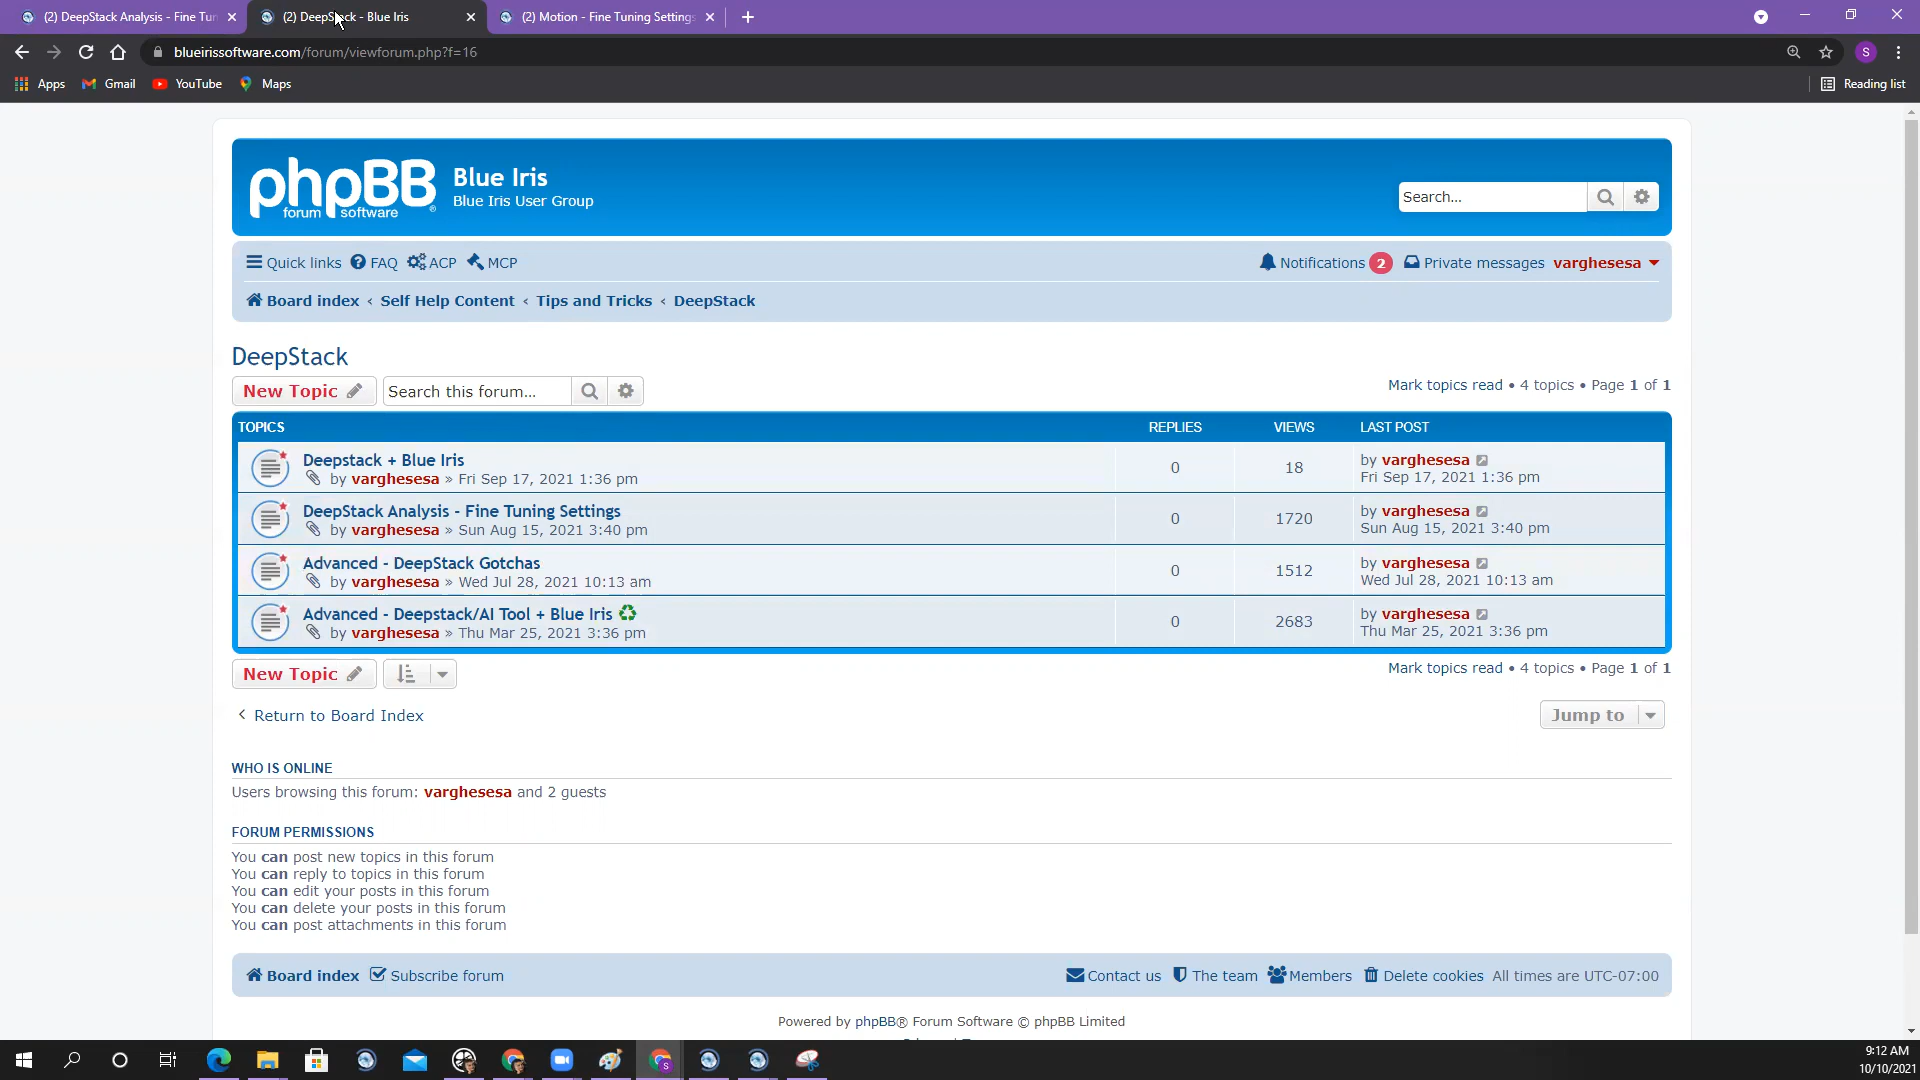 (2) DeepStack Analysis - Fine Tun
(2) DeepStack - Blue Iris
(2) Motion - Fine Tuning Settings
blueirissoftware.com/forum/viewforum.php?f=16
S
Apps
Gmail
YouTube
Maps
Reading list
phpBB
forum software
Blue Iris
Blue Iris User Group
Search...
Quick links
FAQ
ACP
MCP
Notifications 2
Private messages
varghesesa
Board index ‹ Self Help Content ‹ Tips and Tricks ‹ DeepStack
DeepStack
New Topic
Search this forum...
Mark topics read • 4 topics • Page 1 of 1
TOPICS REPLIES VIEWS LAST POST
Deepstack + Blue Iris
by varghesesa » Fri Sep 17, 2021 1:36 pm
0
18
by varghesesa
Fri Sep 17, 2021 1:36 pm
DeepStack Analysis - Fine Tuning Settings
by varghesesa » Sun Aug 15, 2021 3:40 pm
0
1720
by varghesesa
Sun Aug 15, 2021 3:40 pm
Advanced - DeepStack Gotchas
by varghesesa » Wed Jul 28, 2021 10:13 am
0
1512
by varghesesa
Wed Jul 28, 2021 10:13 am
Advanced - Deepstack/AI Tool + Blue Iris
by varghesesa » Thu Mar 25, 2021 3:36 pm
0
2683
by varghesesa
Thu Mar 25, 2021 3:36 pm
New Topic
Mark topics read • 4 topics • Page 1 of 1
Return to Board Index
Jump to
WHO IS ONLINE
Users browsing this forum: varghesesa and 2 guests
FORUM PERMISSIONS
You can post new topics in this forum
You can reply to topics in this forum
You can edit your posts in this forum
You can delete your posts in this forum
You can post attachments in this forum
Board index
Subscribe forum
Contact us
The team
Members
Delete cookies
All times are UTC-07:00
Powered by phpBB® Forum Software © phpBB Limited
9:12 AM
10/10/2021